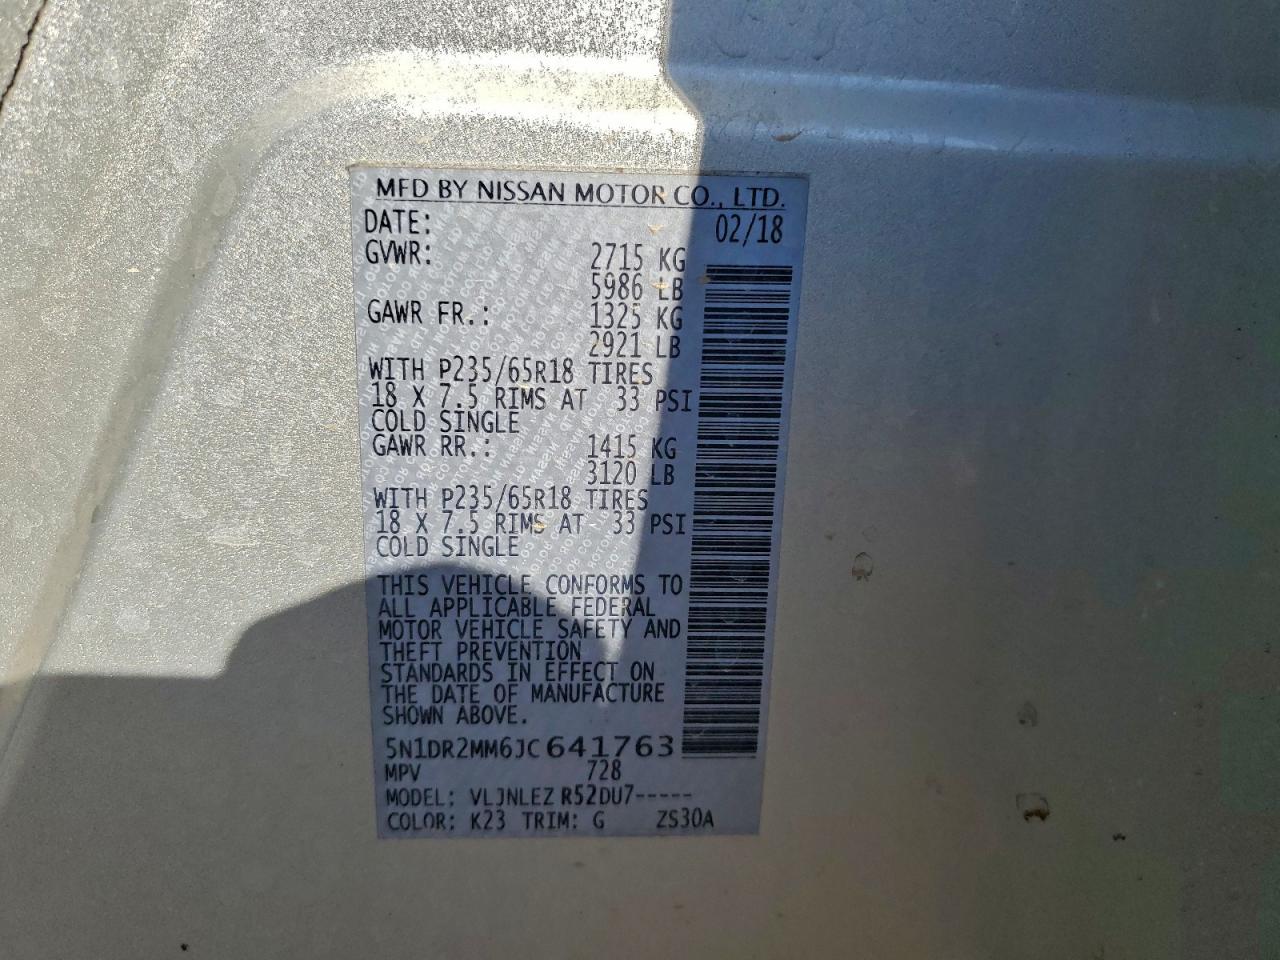 MFD BY NISSAN MOTOR CO., LTD.
DATE: 02/18
GVWR: 2715 KG
5986 LB
GAWR FR.: 1325 KG
2921 LB
WITH P235/65R18 TIRES
18 X 7.5 RIMS AT 33 PSI
COLD SINGLE
GAWR RR.: 1415 KG
3120 LB
WITH P235/65R18 TIRES
18 X 7.5 RIMS AT 33 PSI
COLD SINGLE
THIS VEHICLE CONFORMS TO
ALL APPLICABLE FEDERAL
MOTOR VEHICLE SAFETY AND
THEFT PREVENTION
STANDARDS IN EFFECT ON
THE DATE OF MANUFACTURE
SHOWN ABOVE.
5N1DR2MM6JC641763
MPV 728
MODEL: VLJNLEZ R52DU7-----
COLOR: K23 TRIM: G ZS30A